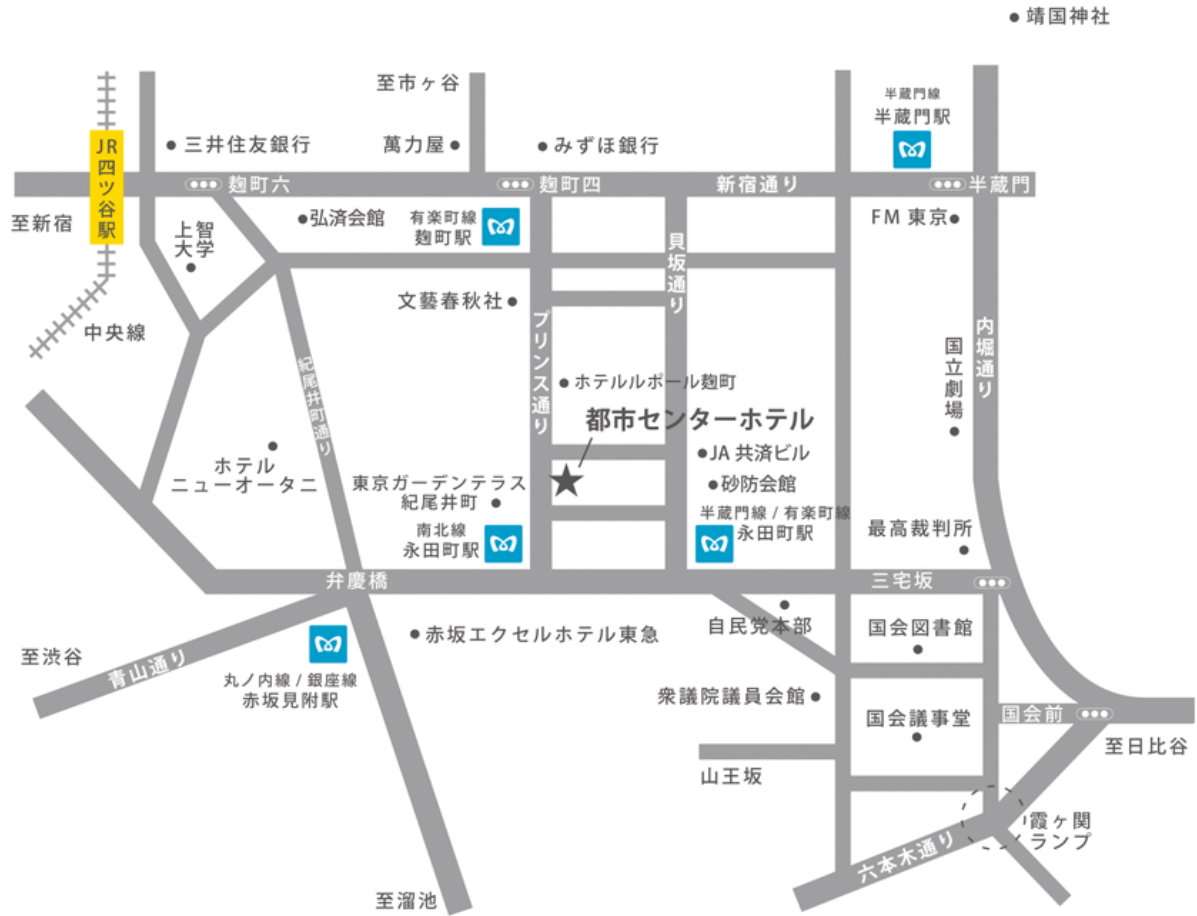 靖国神社
至市ヶ谷
半蔵門線
半蔵門駅
JR四ツ谷駅
三井住友銀行
萬力屋
みずほ銀行
麹町六
麹町四
新宿通り
半蔵門
至新宿
上智
大学
弘済会館
有楽町線
麹町駅
貝坂通り
FM 東京
中央線
文藝春秋社
プリンス通り
内堀通り
国立劇場
紀尾井町通り
ホテルルポール麹町
都市センターホテル
JA 共済ビル
ホテル
ニューオータニ
東京ガーデンテラス
紀尾井町
砂防会館
南北線
永田町駅
半蔵門線 / 有楽町線
永田町駅
最高裁判所
弁慶橋
三宅坂
赤坂エクセルホテル東急
自民党本部
国会図書館
至渋谷
青山通り
丸ノ内線 / 銀座線
赤坂見附駅
衆議院議員会館
国会議事堂
国会前
至日比谷
山王坂
霞ヶ関
ランプ
六本木通り
至溜池